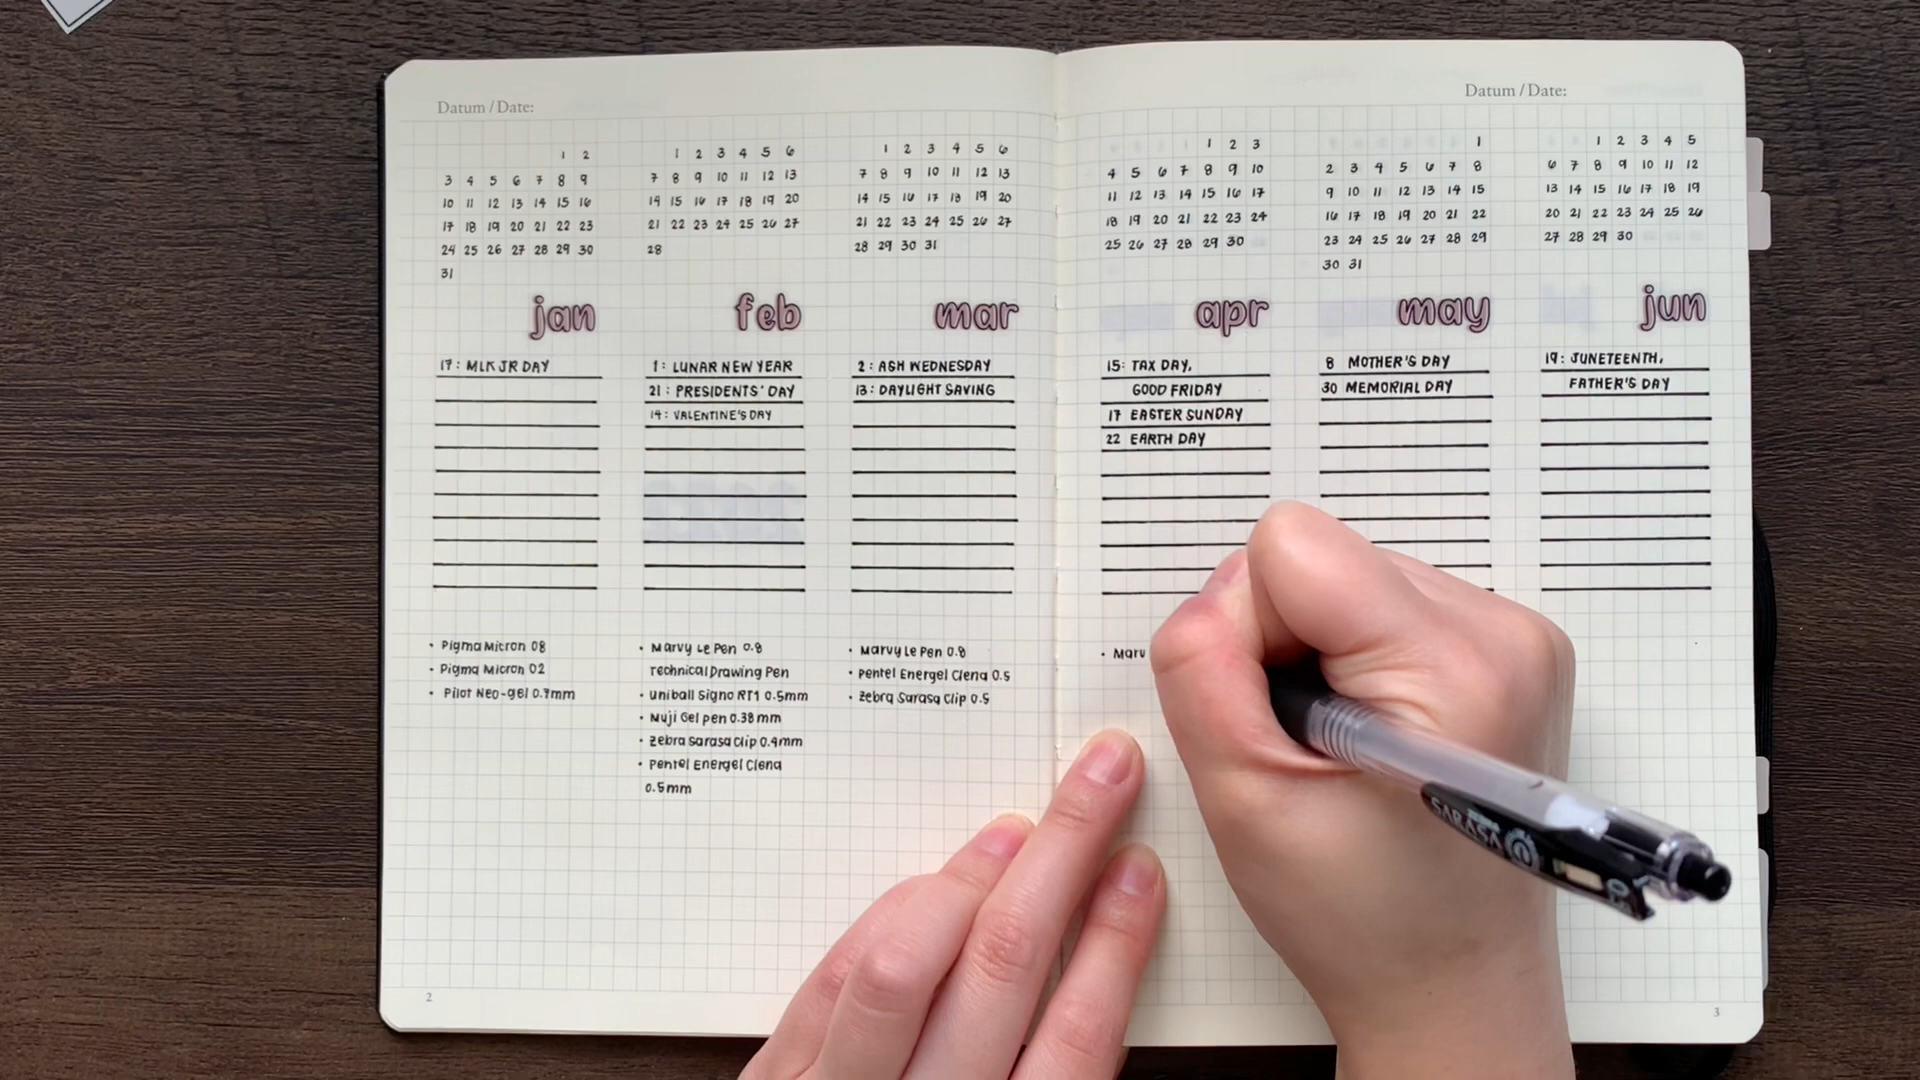 Datum / Date:
1 2
3 4 5 6 7 8 9
10 11 12 13 14 15 16
17 18 19 20 21 22 23
24 25 26 27 28 29 30
31
jan
17: MLK JR DAY
• Pigma Micron 08
• Pigma Micron 02
• Pilot Neo-gel 0.7mm
1 2 3 4 5 6
7 8 9 10 11 12 13
14 15 16 17 18 19 20
21 22 23 24 25 26 27
28
feb
1: LUNAR NEW YEAR
21: PRESIDENTS' DAY
14: VALENTINE'S DAY
• Marvy Le Pen 0.8
Technical Drawing Pen
• Uniball Signo RT1 0.5mm
• Muji Gel pen 0.38mm
• Zebra Sarasa Clip 0.4mm
• Pentel Energel Clena
0.5mm
1 2 3 4 5 6
7 8 9 10 11 12 13
14 15 16 17 18 19 20
21 22 23 24 25 26 27
28 29 30 31
mar
2: ASH WEDNESDAY
13: DAYLIGHT SAVING
• Marvy Le Pen 0.8
• Pentel Energel Clena 0.5
• Zebra Sarasa Clip 0.5
2
Datum / Date:
1 2 3
4 5 6 7 8 9 10
11 12 13 14 15 16 17
18 19 20 21 22 23 24
25 26 27 28 29 30
apr
15: TAX DAY,
GOOD FRIDAY
17 EASTER SUNDAY
22 EARTH DAY
• Marv
1
2 3 4 5 6 7 8
9 10 11 12 13 14 15
16 17 18 19 20 21 22
23 24 25 26 27 28 29
30 31
may
8 MOTHER'S DAY
30 MEMORIAL DAY
1 2 3 4 5
6 7 8 9 10 11 12
13 14 15 16 17 18 19
20 21 22 23 24 25 26
27 28 29 30
jun
19: JUNETEENTH,
FATHER'S DAY
SARASA
3